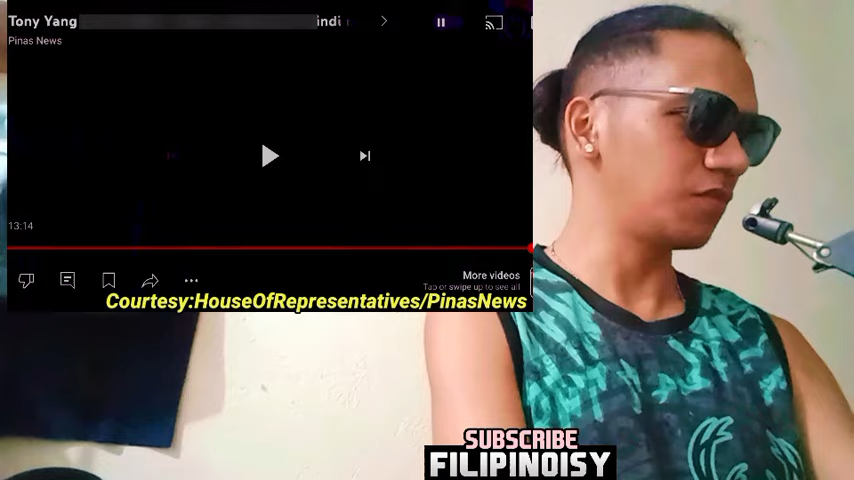 Tony Yang indi
Pinas News
13:14
More videos
Tap or swipe up to see all
Courtesy:HouseOfRepresentatives/PinasNews
SUBSCRIBE
FILIPINOISY